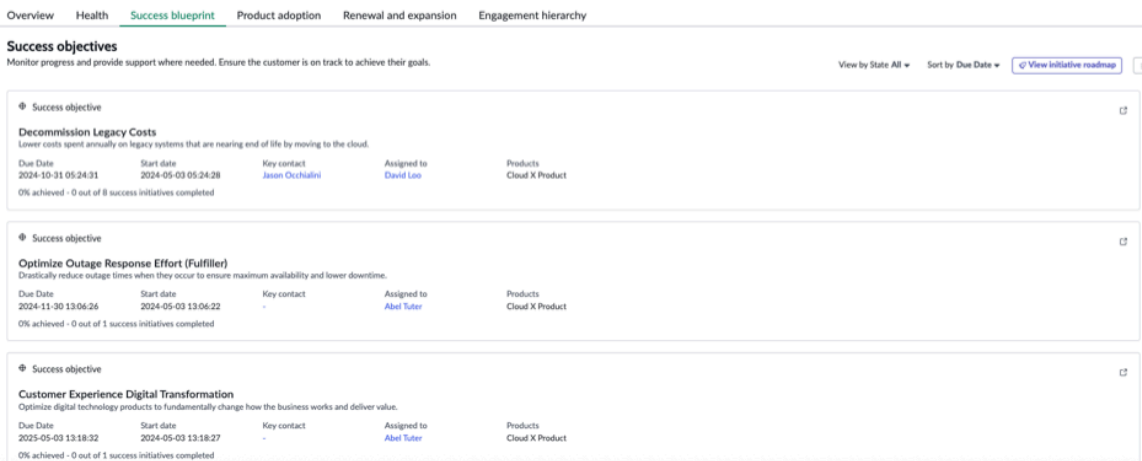 Overview Health Success blueprint Product adoption Renewal and expansion Engagement hierarchy
Success objectives
Monitor progress and provide support where needed. Ensure the customer is on track to achieve their goals.
View by State All Sort by Due Date View initiative roadmap
Success objective
Decommission Legacy Costs
Lower costs spent annually on legacy systems that are nearing end of life by moving to the cloud.
Due Date Start date Key contact Assigned to Products
2024-10-31 05:24:31 2024-05-03 05:24:28 Jason Occhialini David Loo Cloud X Product
0% achieved - 0 out of 8 success initiatives completed
Success objective
Optimize Outage Response Effort (Fulfiller)
Drastically reduce outage times when they occur to ensure maximum availability and lower downtime.
Due Date Start date Key contact Assigned to Products
2024-11-30 13:06:26 2024-05-03 13:06:22 - Abel Tuter Cloud X Product
0% achieved - 0 out of 1 success initiatives completed
Success objective
Customer Experience Digital Transformation
Optimize digital technology products to fundamentally change how the business works and deliver value.
Due Date Start date Key contact Assigned to Products
2025-05-03 13:18:32 2024-05-03 13:18:27 - Abel Tuter Cloud X Product
0% achieved - 0 out of 1 success initiatives completed